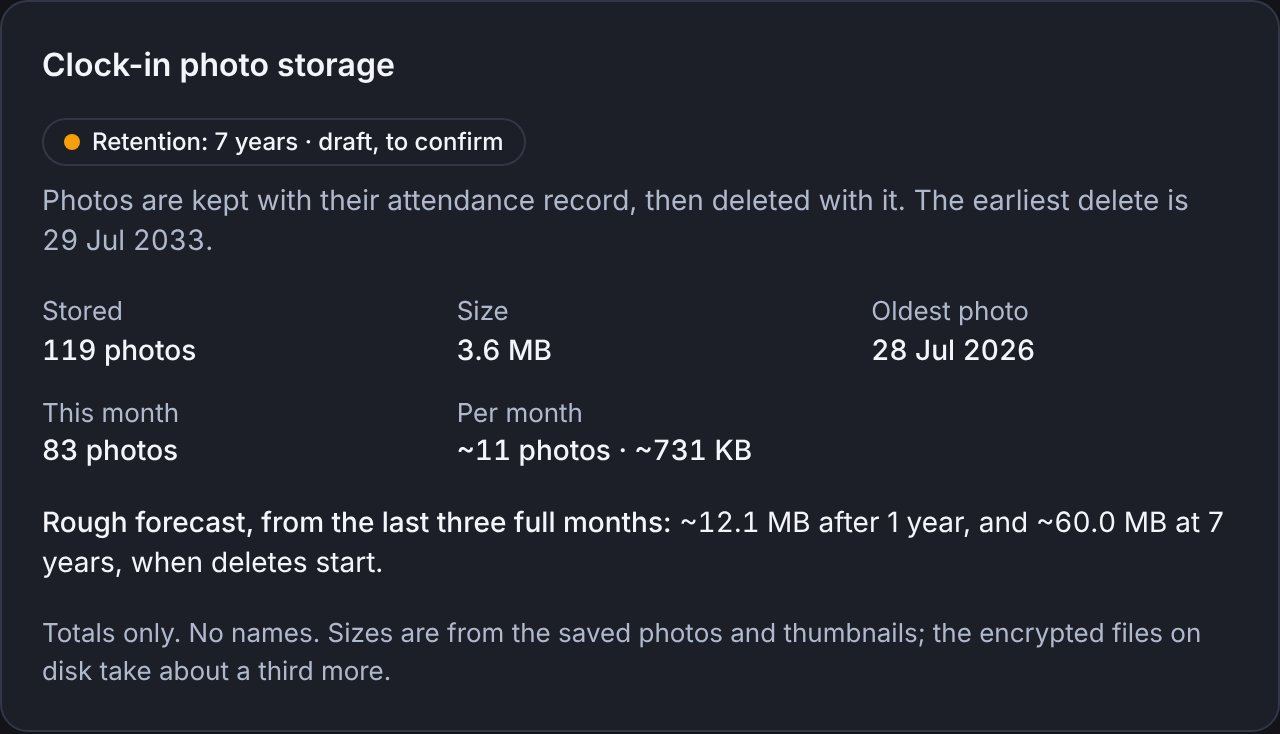 Clock-in photo storage
Retention: 7 years · draft, to confirm
Photos are kept with their attendance record, then deleted with it. The earliest delete is
29 Jul 2033.
Stored
Size
Oldest photo
119 photos
3.6 MB
28 Jul 2026
This month
Per month
83 photos
~11 photos · ~731 KB
Rough forecast, from the last three full months: ~12.1 MB after 1 year, and ~60.0 MB at 7
years, when deletes start.
Totals only. No names. Sizes are from the saved photos and thumbnails; the encrypted files on
disk take about a third more.